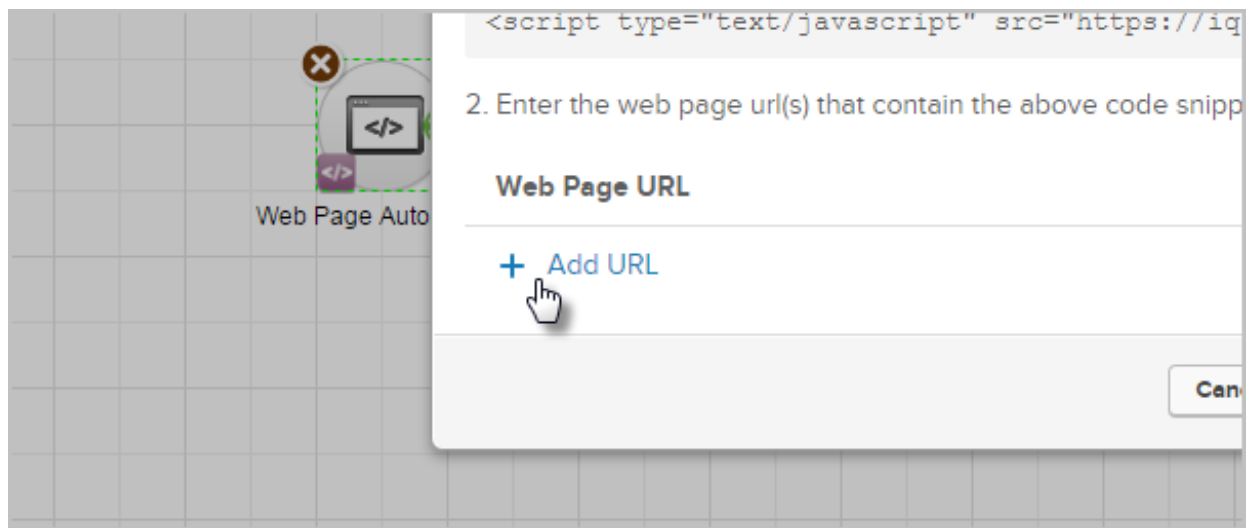 <script type="text/javascript" src="https://iq
2. Enter the web page url(s) that contain the above code snipp
</>
</>
Web Page URL
Web Page Auto
+ Add URL
Can